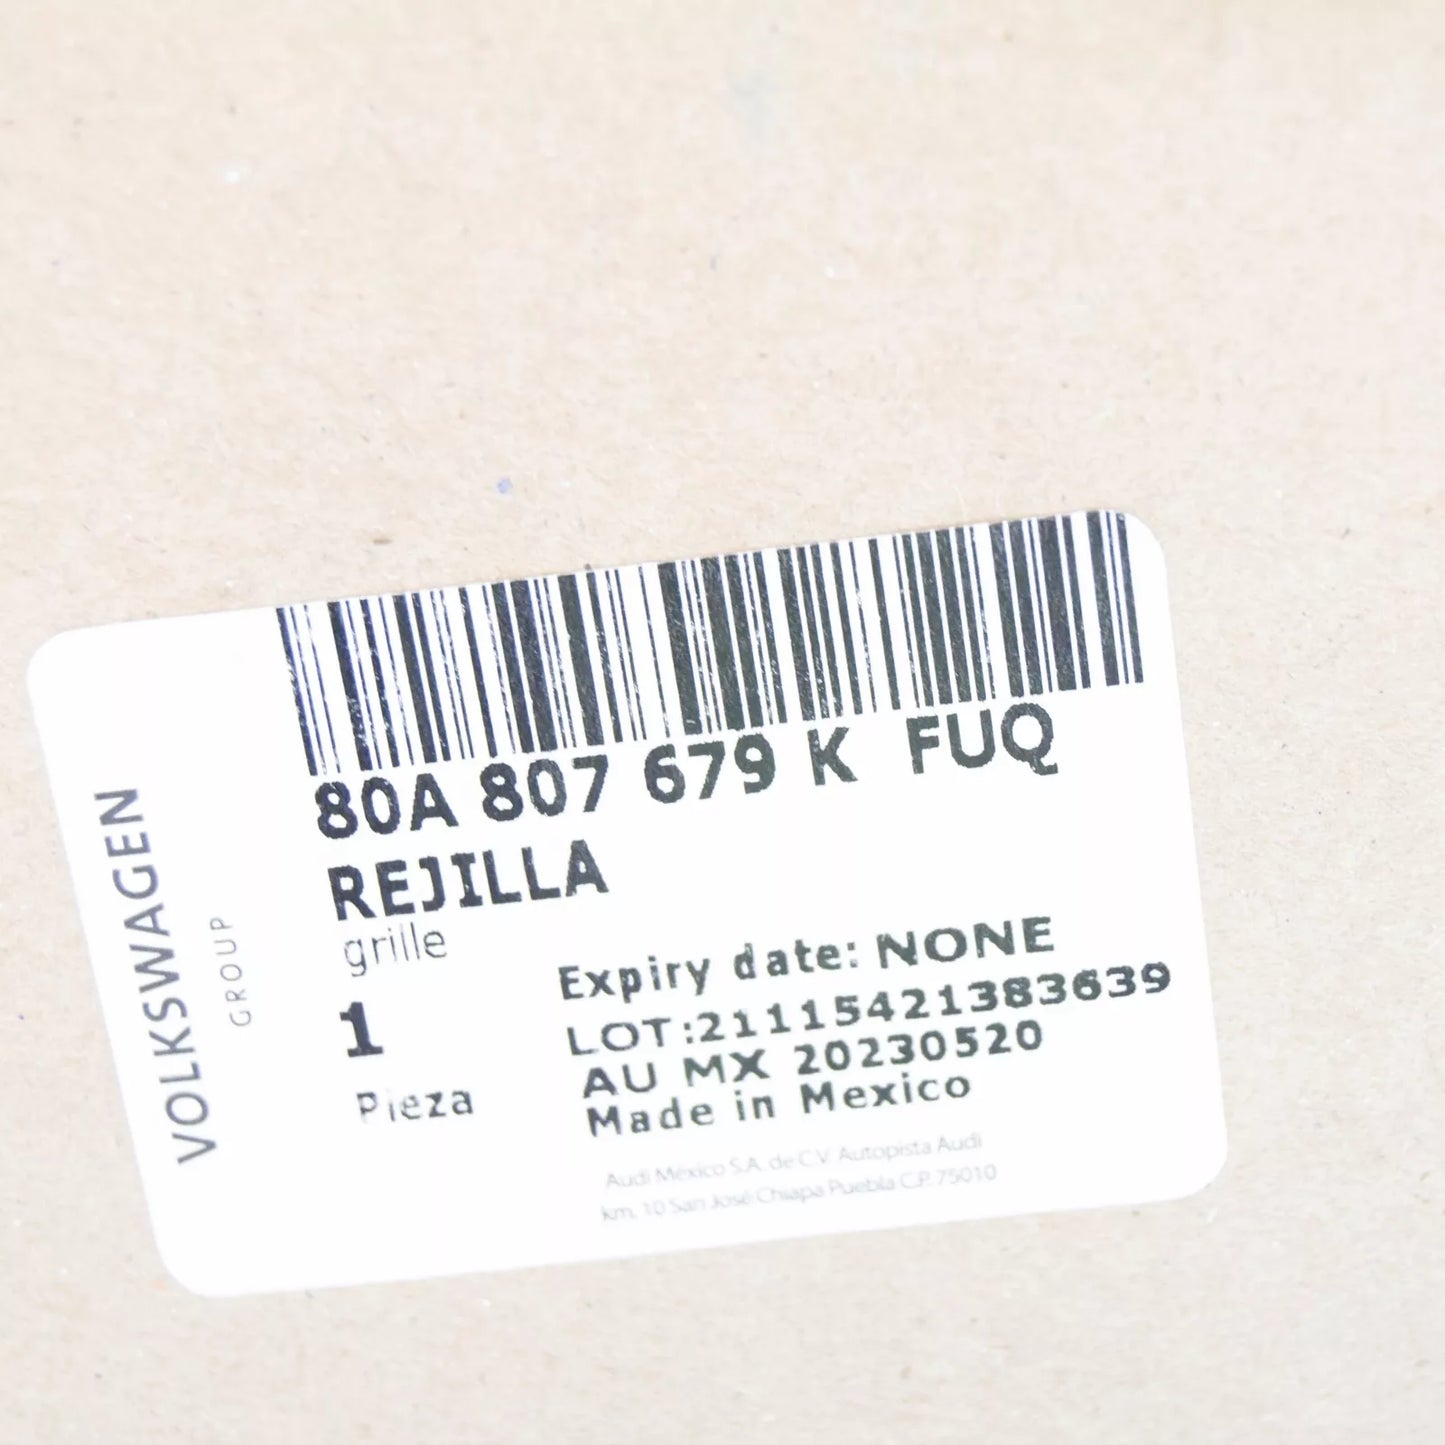 VOLKSWAGEN
GROUP
80A 807 679 K FUQ
REJILLA
grille
1
Pieza
Expiry date: NONE
LOT:21115421383639
AU MX 20230520
Made in Mexico
Audi México S.A. de C.V. Autopista Audi
km. 10 San José Chiapa Puebla C.P. 75010